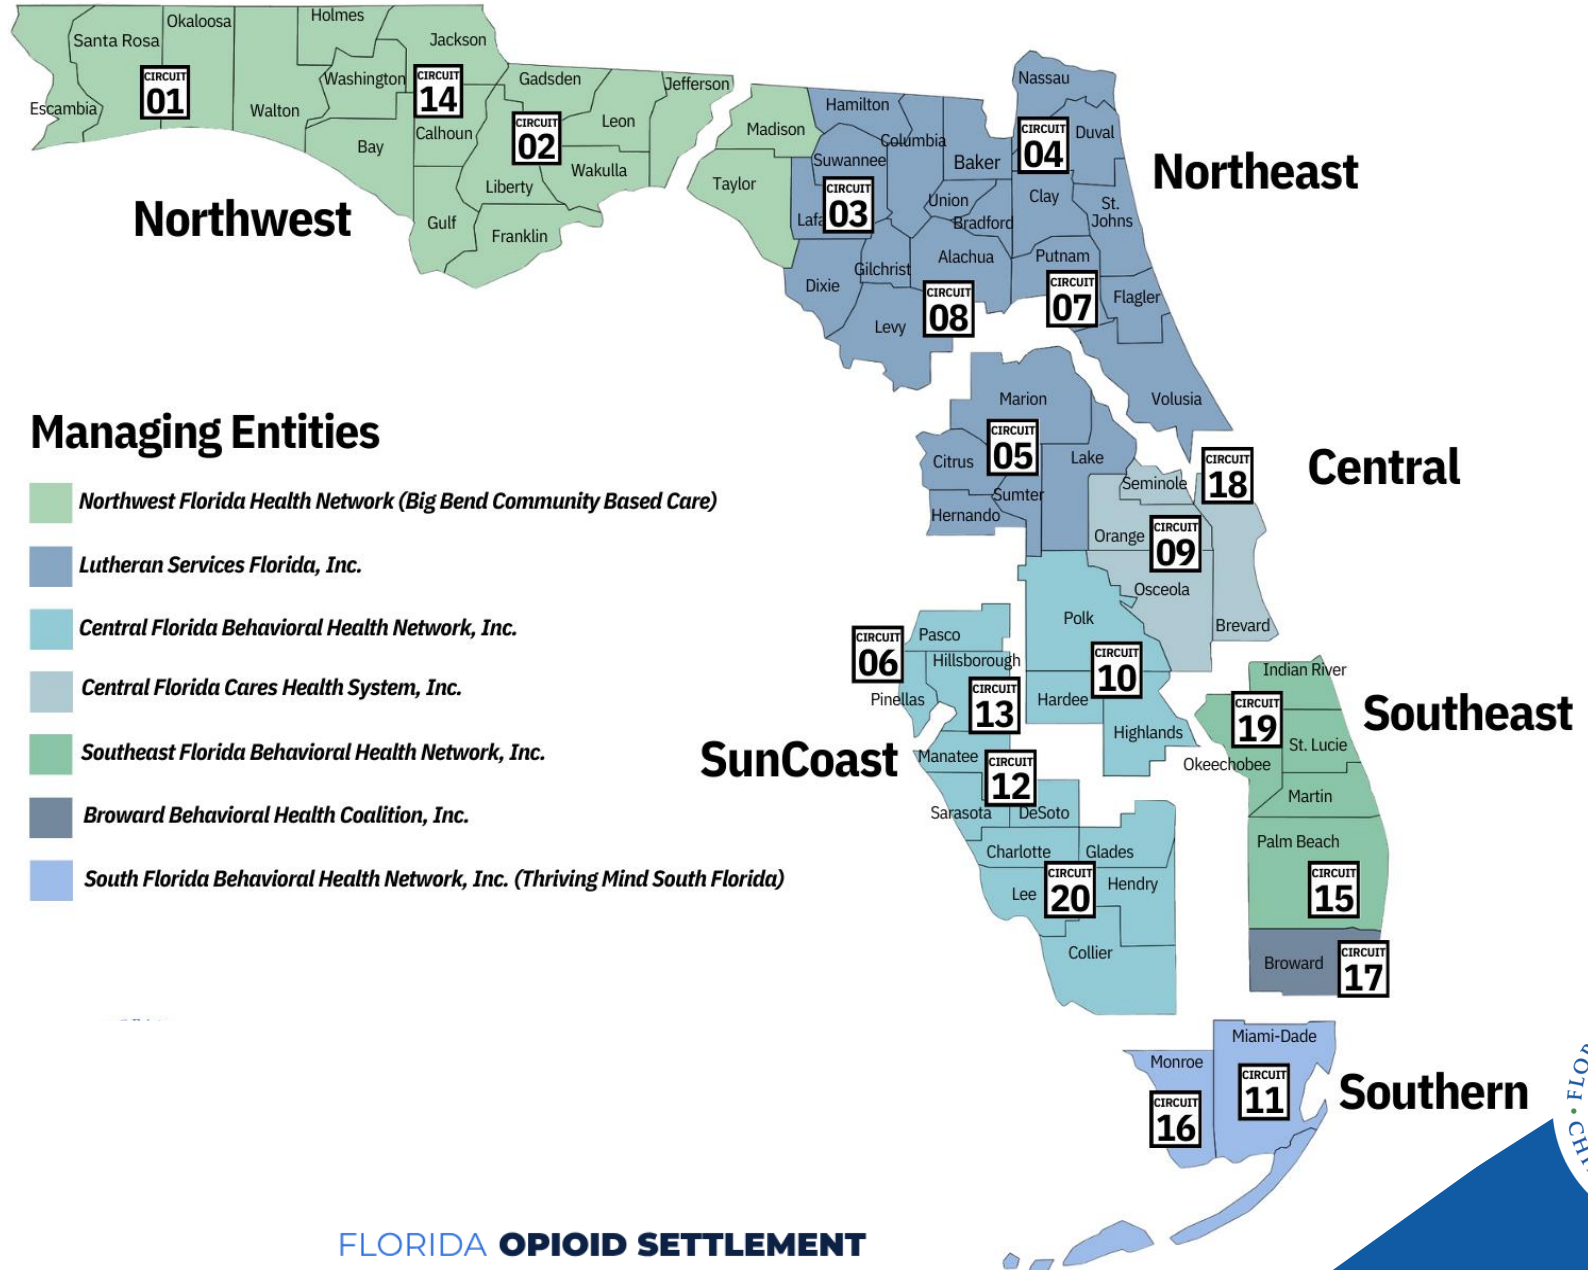 Holmes
Okaloosa
Santa Rosa
Jackson
CIRCUIT
01
Washington
CIRCUIT
14
Gadsden
Jefferson
Escambia
Walton
Calhoun
Bay
CIRCUIT
02
Leon
Wakulla
Liberty
Gulf
Franklin
Northwest
Madison
Taylor
Nassau
Hamilton
Columbia
CIRCUIT
04
Duval
Suwannee
Baker
CIRCUIT
03
Lafa
Union
Clay
St.
Johns
Bradford
Alachua
Putnam
Gilchrist
Dixie
CIRCUIT
08
CIRCUIT
07
Flagler
Levy
Volusia
Northeast
Marion
CIRCUIT
05
Citrus
Lake
Sumter
Hernando
Central
CIRCUIT
18
Seminole
Orange
CIRCUIT
09
Osceola
Brevard
Managing Entities
Northwest Florida Health Network (Big Bend Community Based Care)
Lutheran Services Florida, Inc.
Central Florida Behavioral Health Network, Inc.
Central Florida Cares Health System, Inc.
Southeast Florida Behavioral Health Network, Inc.
Broward Behavioral Health Coalition, Inc.
South Florida Behavioral Health Network, Inc. (Thriving Mind South Florida)
Polk
CIRCUIT
06
Pasco
Hillsborough
Pinellas
CIRCUIT
13
CIRCUIT
10
Hardee
Highlands
SunCoast
Manatee
CIRCUIT
12
Sarasota
DeSoto
Charlotte
Glades
Lee
CIRCUIT
20
Hendry
Collier
Indian River
CIRCUIT
19
Southeast
St. Lucie
Okeechobee
Martin
Palm Beach
CIRCUIT
15
Broward
CIRCUIT
17
Miami-Dade
Monroe
CIRCUIT
11
CIRCUIT
16
Southern
FLORIDA OPIOID SETTLEMENT